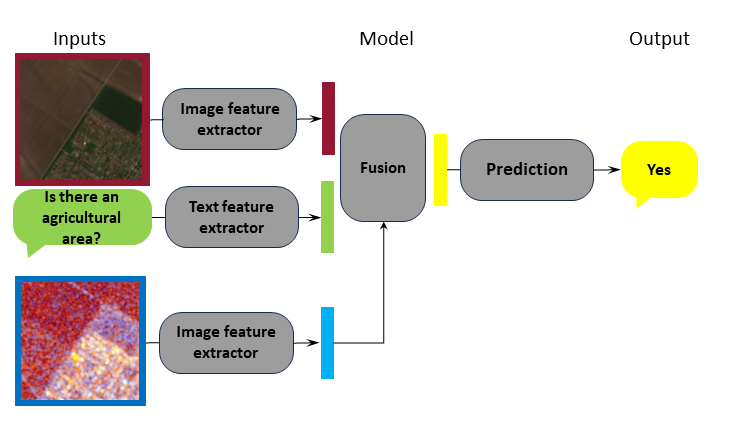 Inputs
Model
Output
Image feature
extractor
Is there an
agricultural
area?
Text feature
extractor
Fusion
Prediction
Yes
Image feature
extractor